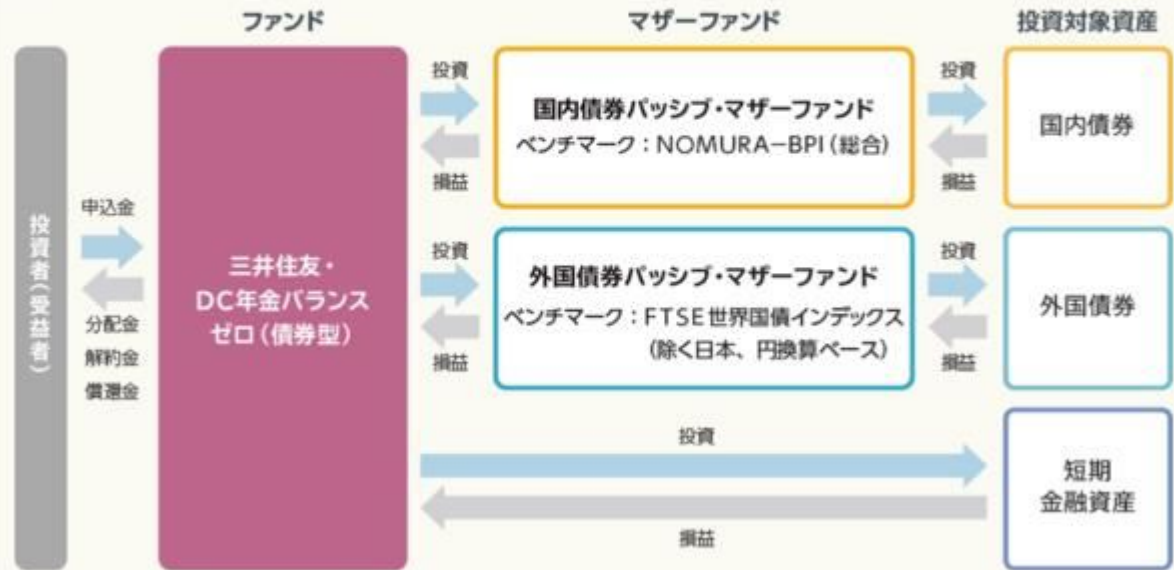 ファンド
マザーファンド
投資対象資産
投資者(受益者)
申込金
分配金
解約金
償還金
三井住友・
DC年金バランス
ゼロ(債券型)
投資
損益
国内債券パッシブ・マザーファンド
ベンチマーク:NOMURA−BPI(総合)
投資
損益
国内債券
投資
損益
外国債券パッシブ・マザーファンド
ベンチマーク:FTSE世界国債インデックス
(除く日本、円換算ベース)
投資
損益
外国債券
投資
損益
短期
金融資産